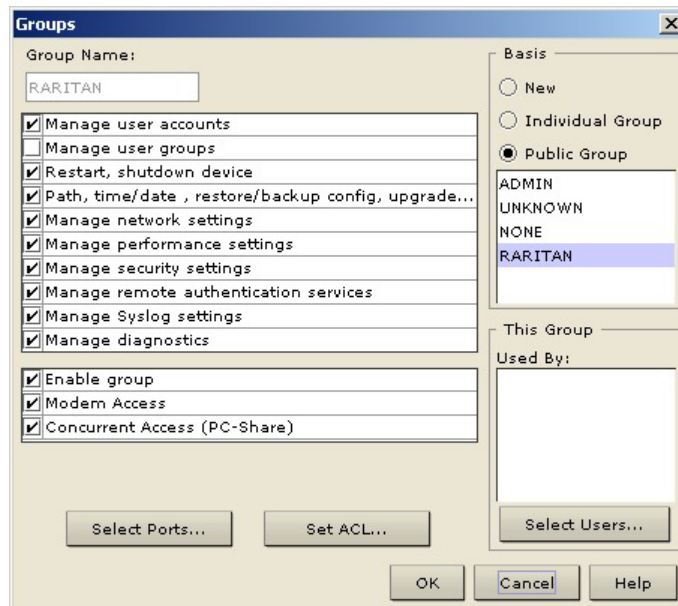 Groups
Group Name:
RARITAN
Manage user accounts
Manage user groups
Restart, shutdown device
Path, time/date , restore/backup config, upgrade...
Manage network settings
Manage performance settings
Manage security settings
Manage remote authentication services
Manage Syslog settings
Manage diagnostics
Enable group
Modem Access
Concurrent Access (PC-Share)
Select Ports...
Set ACL...
Basis
New
Individual Group
Public Group
ADMIN
UNKNOWN
NONE
RARITAN
This Group
Used By:
Select Users...
OK
Cancel
Help